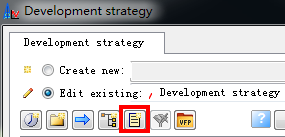 Development strategy
Development strategy
Create new:
Edit existing: Development strategy
VFP ?